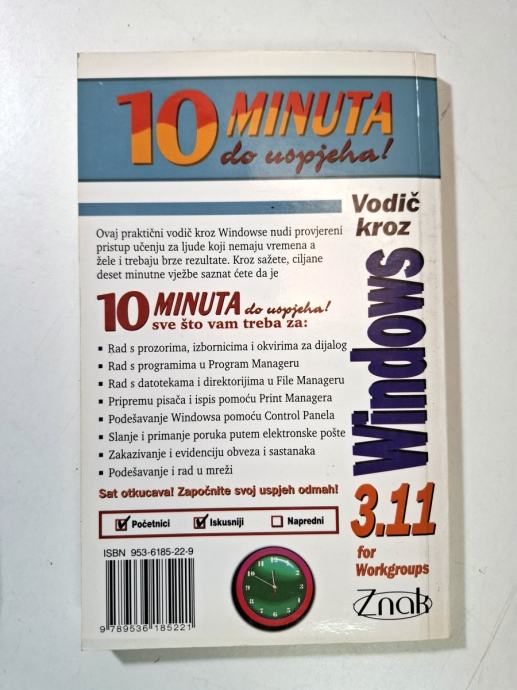 10 MINUTA
do uspjeha!
Vodič
kroz
Windows
3.11
for
Workgroups
Znak
Ovaj praktični vodič kroz Windowse nudi provjereni
pristup učenju za ljude koji nemaju vremena a
žele i trebaju brze rezultate. Kroz sažete, ciljane
deset minutne vježbe saznat ćete da je
10 MINUTA do uspjeha!
sve što vam treba za:
Rad s prozorima, izbornicima i okvirima za dijalog
Rad s programima u Program Manageru
Rad s datotekama i direktorijima u File Manageru
Pripremu pisača i ispis pomoću Print Managera
Podešavanje Windowsa pomoću Control Panela
Slanje i primanje poruka putem elektronske pošte
Zakazivanje i evidenciju obveza i sastanaka
Podešavanje i rad u mreži
Sat otkucava! Započnite svoj uspjeh odmah!
Početnici Iskusniji Napredni
ISBN 953-6185-22-9
9 789536 185221